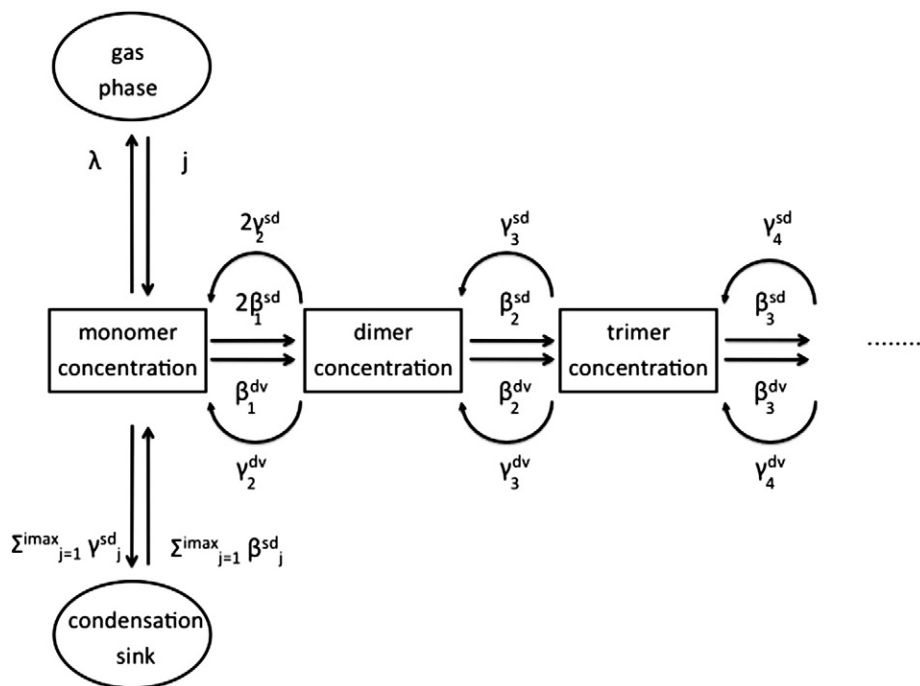 gas
phase
λ j
2γ₂ˢᵈ γ₃ˢᵈ γ₄ˢᵈ
monomer
concentration
2β₁ˢᵈ
dimer
concentration
β₂ˢᵈ
trimer
concentration
β₃ˢᵈ
........
β₁ᵈᵛ β₂ᵈᵛ β₃ᵈᵛ
γ₂ᵈᵛ γ₃ᵈᵛ γ₄ᵈᵛ
Σⁱᵐᵃˣⱼ₌₁ γˢᵈⱼ Σⁱᵐᵃˣⱼ₌₁ βˢᵈⱼ
condensation
sink